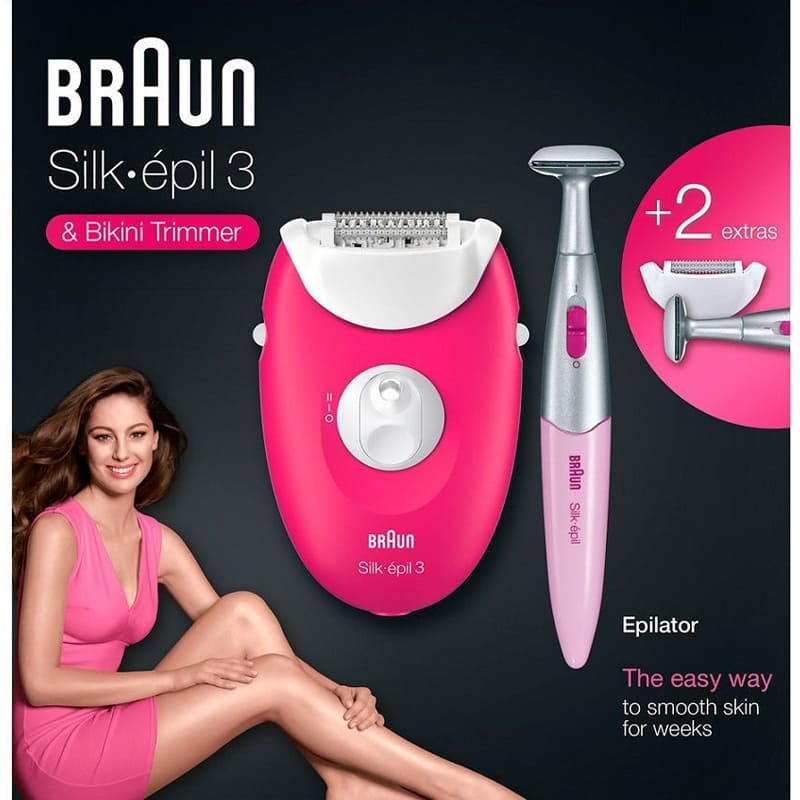 BRAUN
Silk·épil 3
& Bikini Trimmer
+2 extras
II
I
O
I
O
BRAUN
Silk·épil 3
BRAUN
Silk·épil
Epilator
The easy way
to smooth skin
for weeks